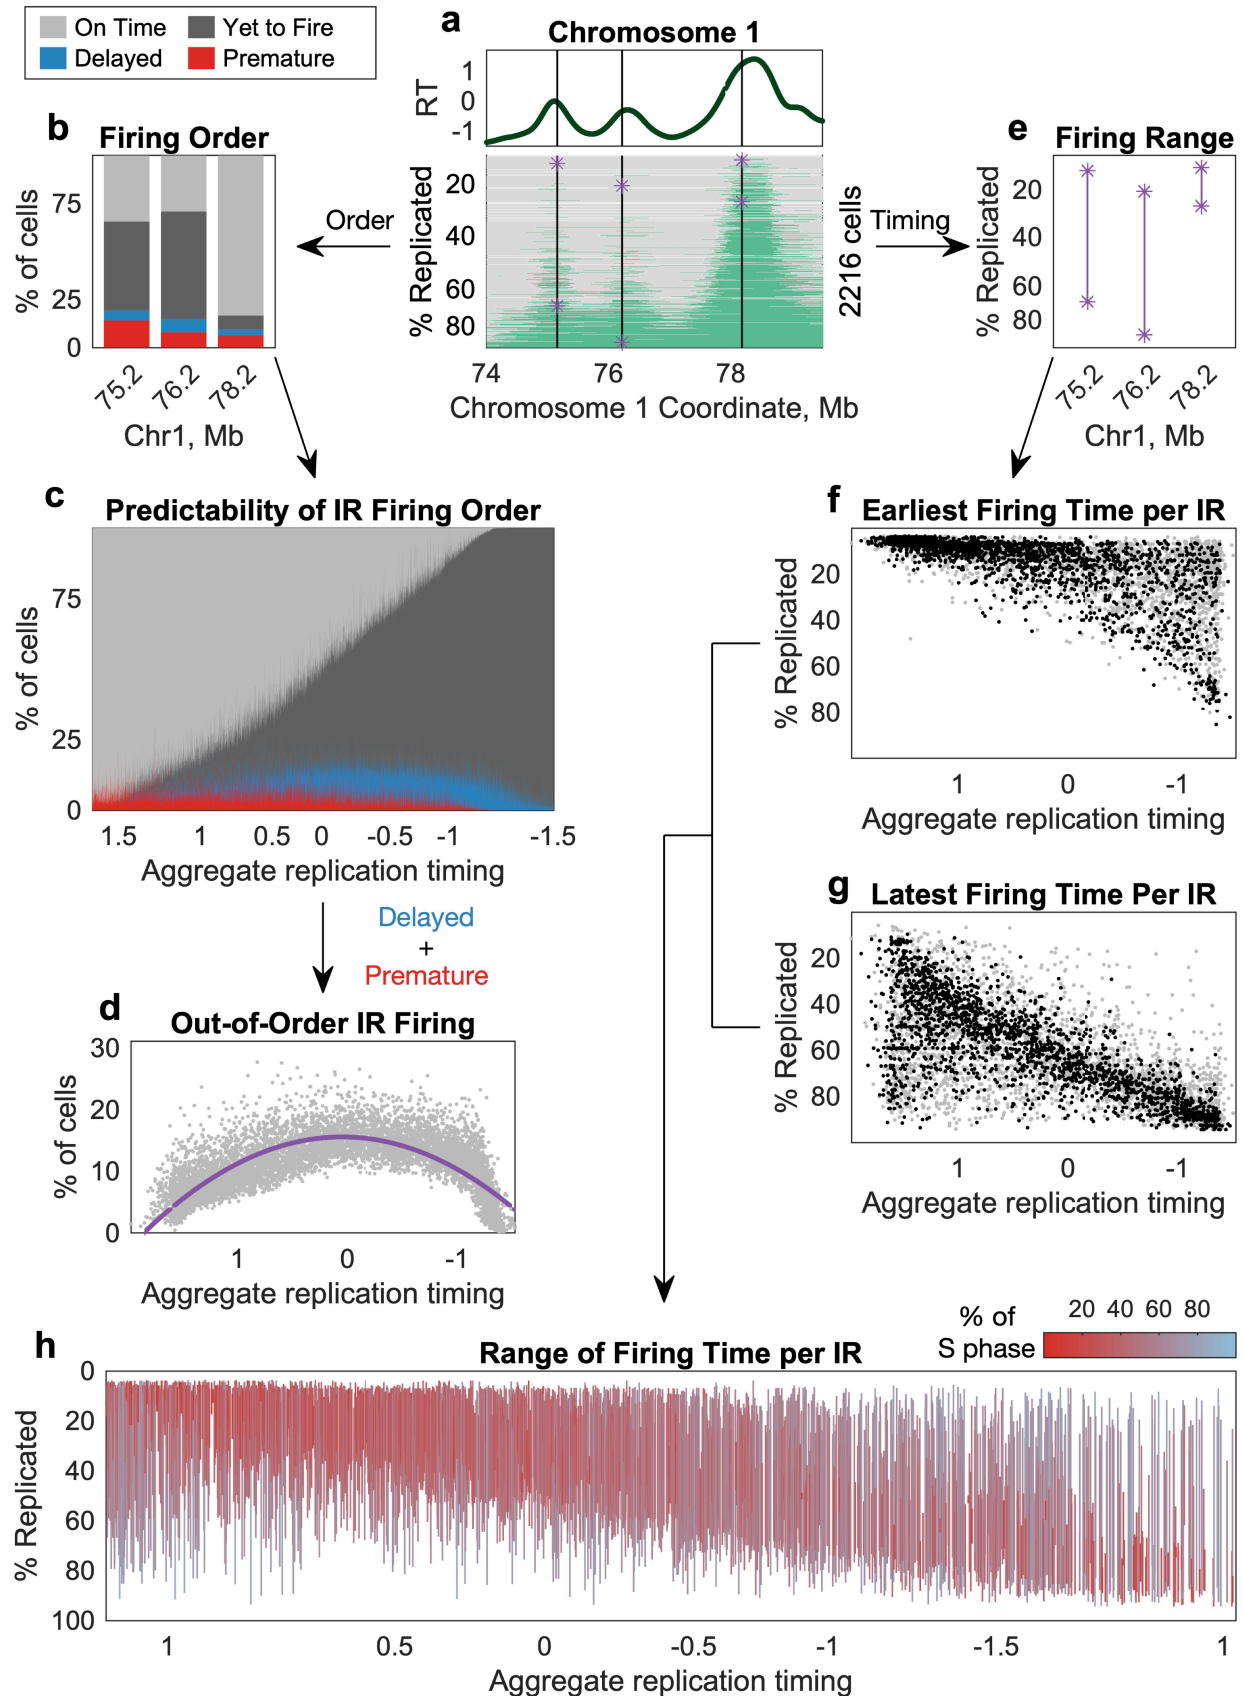 On Time
Yet to Fire
Delayed
Premature
a
Chromosome 1
RT
1
0
-1
% Replicated
20
40
60
80
74
76
78
Chromosome 1 Coordinate, Mb
2216 cells
Order
Timing
b
Firing Order
% of cells
75
25
0
75.2
76.2
78.2
Chr1, Mb
e
Firing Range
% Replicated
20
40
60
80
75.2
76.2
78.2
Chr1, Mb
c
Predictability of IR Firing Order
% of cells
75
25
0
1.5 1 0.5 0 -0.5 -1 -1.5
Aggregate replication timing
Delayed
+
Premature
d
Out-of-Order IR Firing
% of cells
30
20
10
0
1 0 -1
Aggregate replication timing
f
Earliest Firing Time per IR
% Replicated
20
40
60
80
1 0 -1
Aggregate replication timing
g
Latest Firing Time Per IR
% Replicated
20
40
60
80
1 0 -1
Aggregate replication timing
h
Range of Firing Time per IR
% of
S phase
20 40 60 80
% Replicated
0
20
40
60
80
100
1 0.5 0 -0.5 -1 -1.5 1
Aggregate replication timing